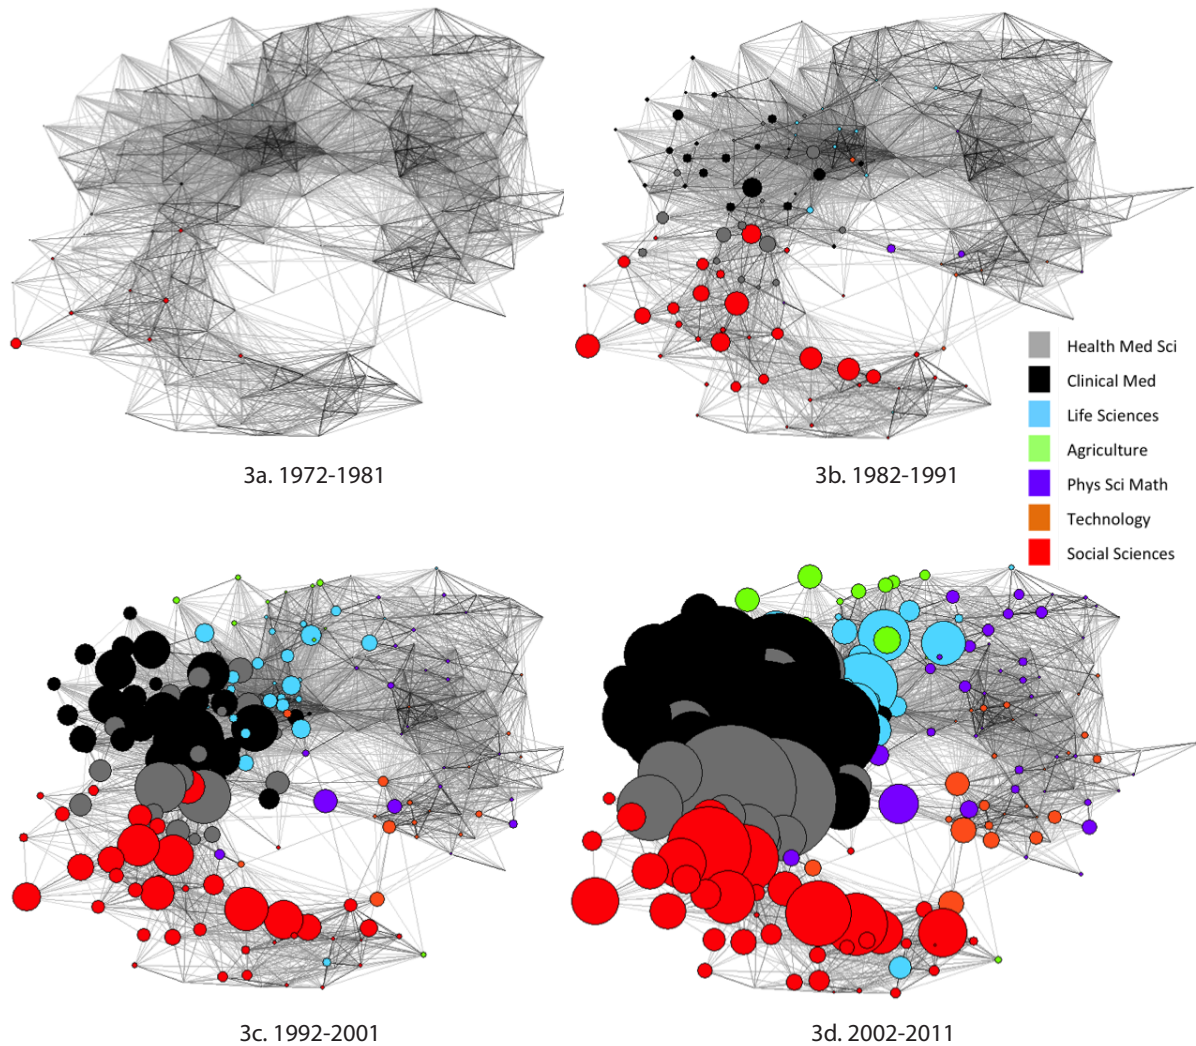 Health Med Sci
Clinical Med
Life Sciences
Agriculture
Phys Sci Math
Technology
Social Sciences
3a. 1972-1981
3b. 1982-1991
3c. 1992-2001
3d. 2002-2011